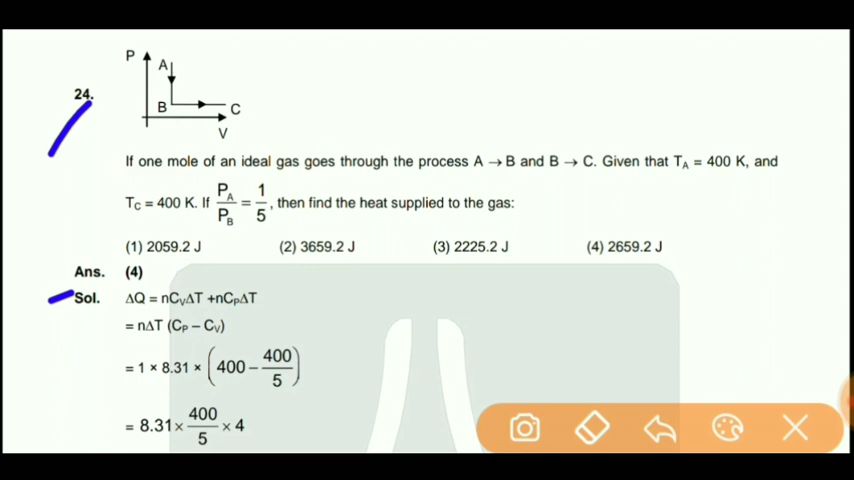 P
A
24.
B
C
V
If one mole of an ideal gas goes through the process A → B and B → C. Given that T_A = 400 K, and
T_C = 400 K. If P_A/P_B = 1/5, then find the heat supplied to the gas:
(1) 2059.2 J (2) 3659.2 J (3) 2225.2 J (4) 2659.2 J
Ans. (4)
Sol. ΔQ = nC_VΔT +nC_PΔT
= nΔT (C_P – C_V)
= 1 × 8.31 × (400 – 400/5)
= 8.31× 400/5 × 4